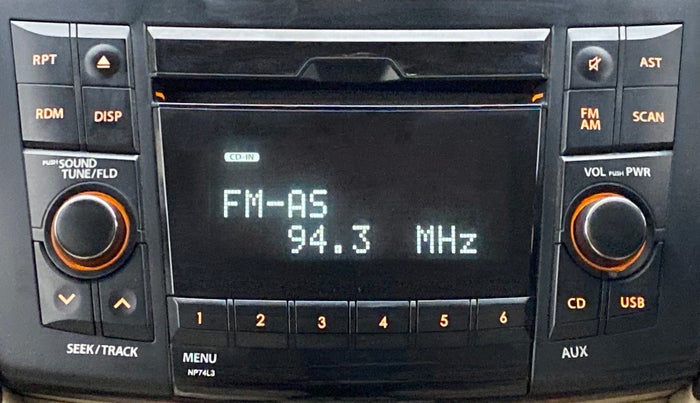 RPT
AST
RDM
DISP
FM
AM
SCAN
PUSH SOUND
TUNE/FLD
VOL PUSH PWR
CD-IN
FM-AS
94.3 MHz
CD
USB
1 2 3 4 5 6
SEEK/TRACK
MENU
AUX
NP74L3